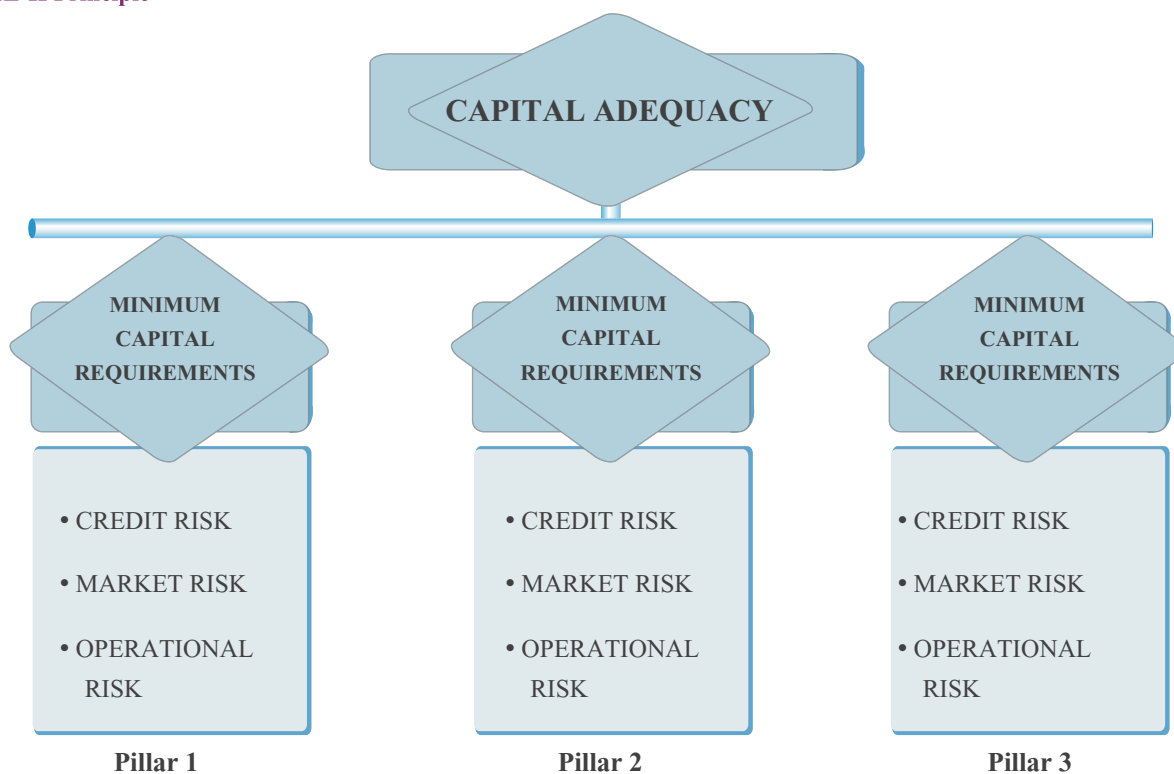 CAPITAL ADEQUACY
MINIMUM
CAPITAL
REQUIREMENTS
• CREDIT RISK
• MARKET RISK
• OPERATIONAL
RISK
Pillar 1
MINIMUM
CAPITAL
REQUIREMENTS
• CREDIT RISK
• MARKET RISK
• OPERATIONAL
RISK
Pillar 2
MINIMUM
CAPITAL
REQUIREMENTS
• CREDIT RISK
• MARKET RISK
• OPERATIONAL
RISK
Pillar 3